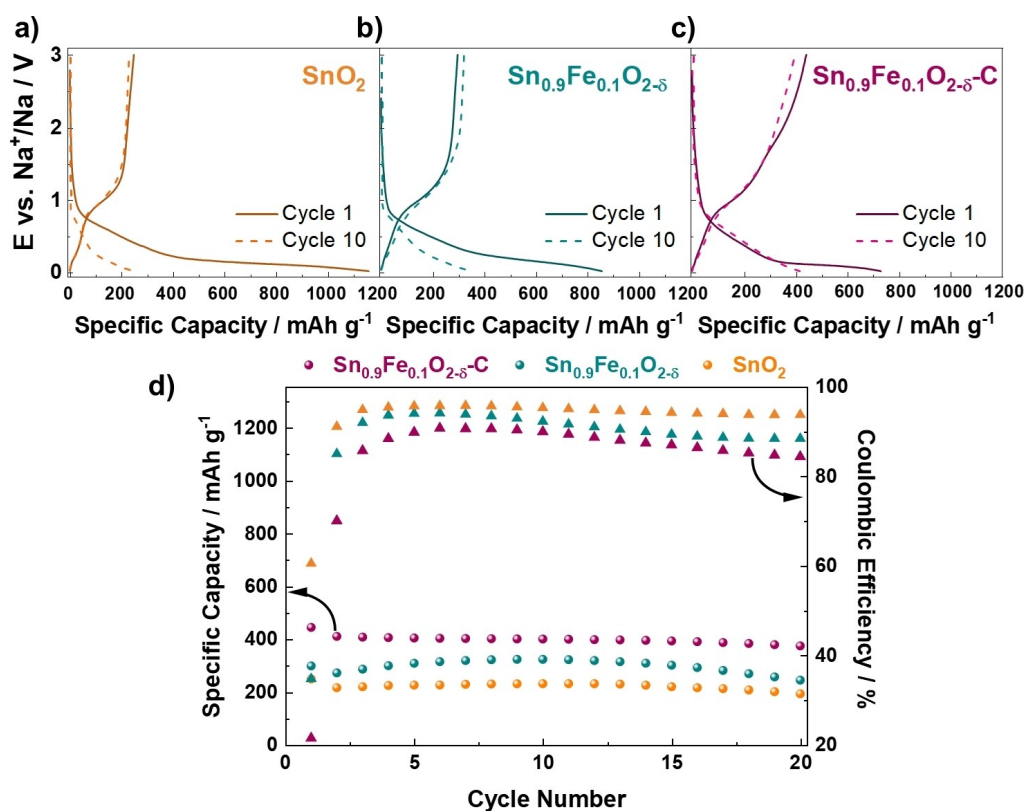 a)
b)
c)
SnO₂
Sn₀.₉Fe₀.₁O₂₋δ
Sn₀.₉Fe₀.₁O₂₋δ-C
E vs. Na⁺/Na / V
3
2
1
0
Cycle 1
Cycle 10
Cycle 1
Cycle 10
Cycle 1
Cycle 10
0 200 400 600 800 1000 1200
200 400 600 800 1000 1200
200 400 600 800 1000 1200
Specific Capacity / mAh g⁻¹
Specific Capacity / mAh g⁻¹
Specific Capacity / mAh g⁻¹
d)
Sn₀.₉Fe₀.₁O₂₋δ-C
Sn₀.₉Fe₀.₁O₂₋δ
SnO₂
Specific Capacity / mAh g⁻¹
1200
1000
800
600
400
200
0
100
80
60
40
20
Coulombic Efficiency / %
0 5 10 15 20
Cycle Number